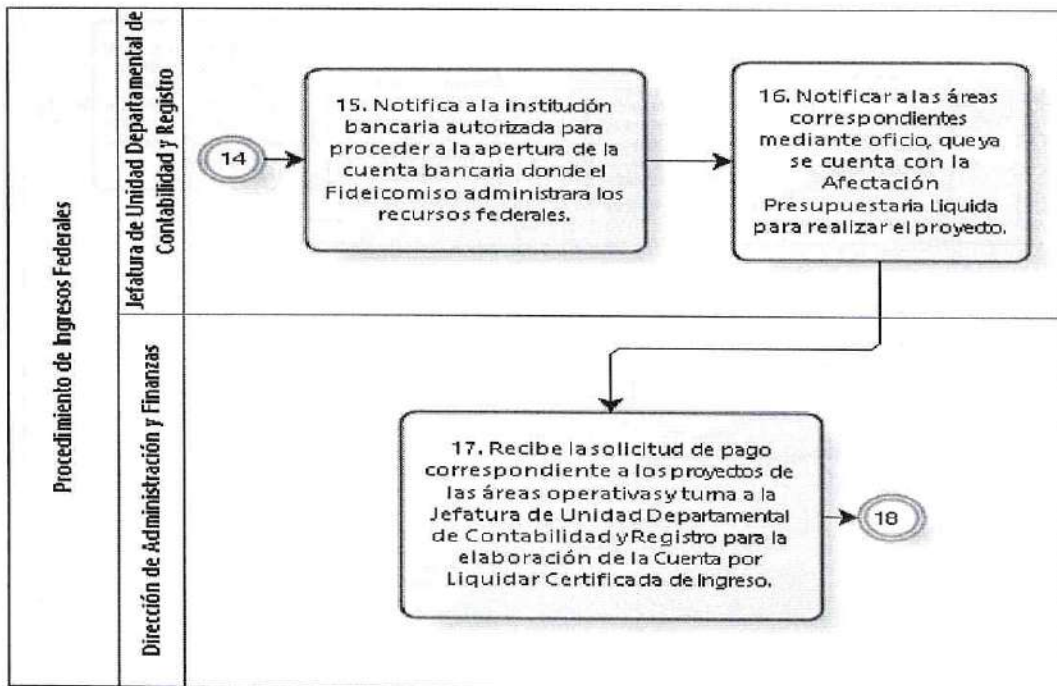 Procedimiento de Ingresos Federales
Jefatura de Unidad Departamental de
Contabilidad y Registro
14
15. Notifica a la institución
bancaria autorizada para
proceder a la apertura de la
cuenta bancaria donde el
Fideicomiso administrara los
recursos federales.
16. Notificar a las áreas
correspondientes
mediante oficio, que ya
se cuenta con la
Afectación
Presupuestaria Liquida
para realizar el proyecto.
Dirección de Administración y Finanzas
17. Recibe la solicitud de pago
correspondiente a los proyectos de
las áreas operativas y turna a la
Jefatura de Unidad Departamental
de Contabilidad y Registro para la
elaboración de la Cuenta por
Liquidar Certificada de Ingreso.
18